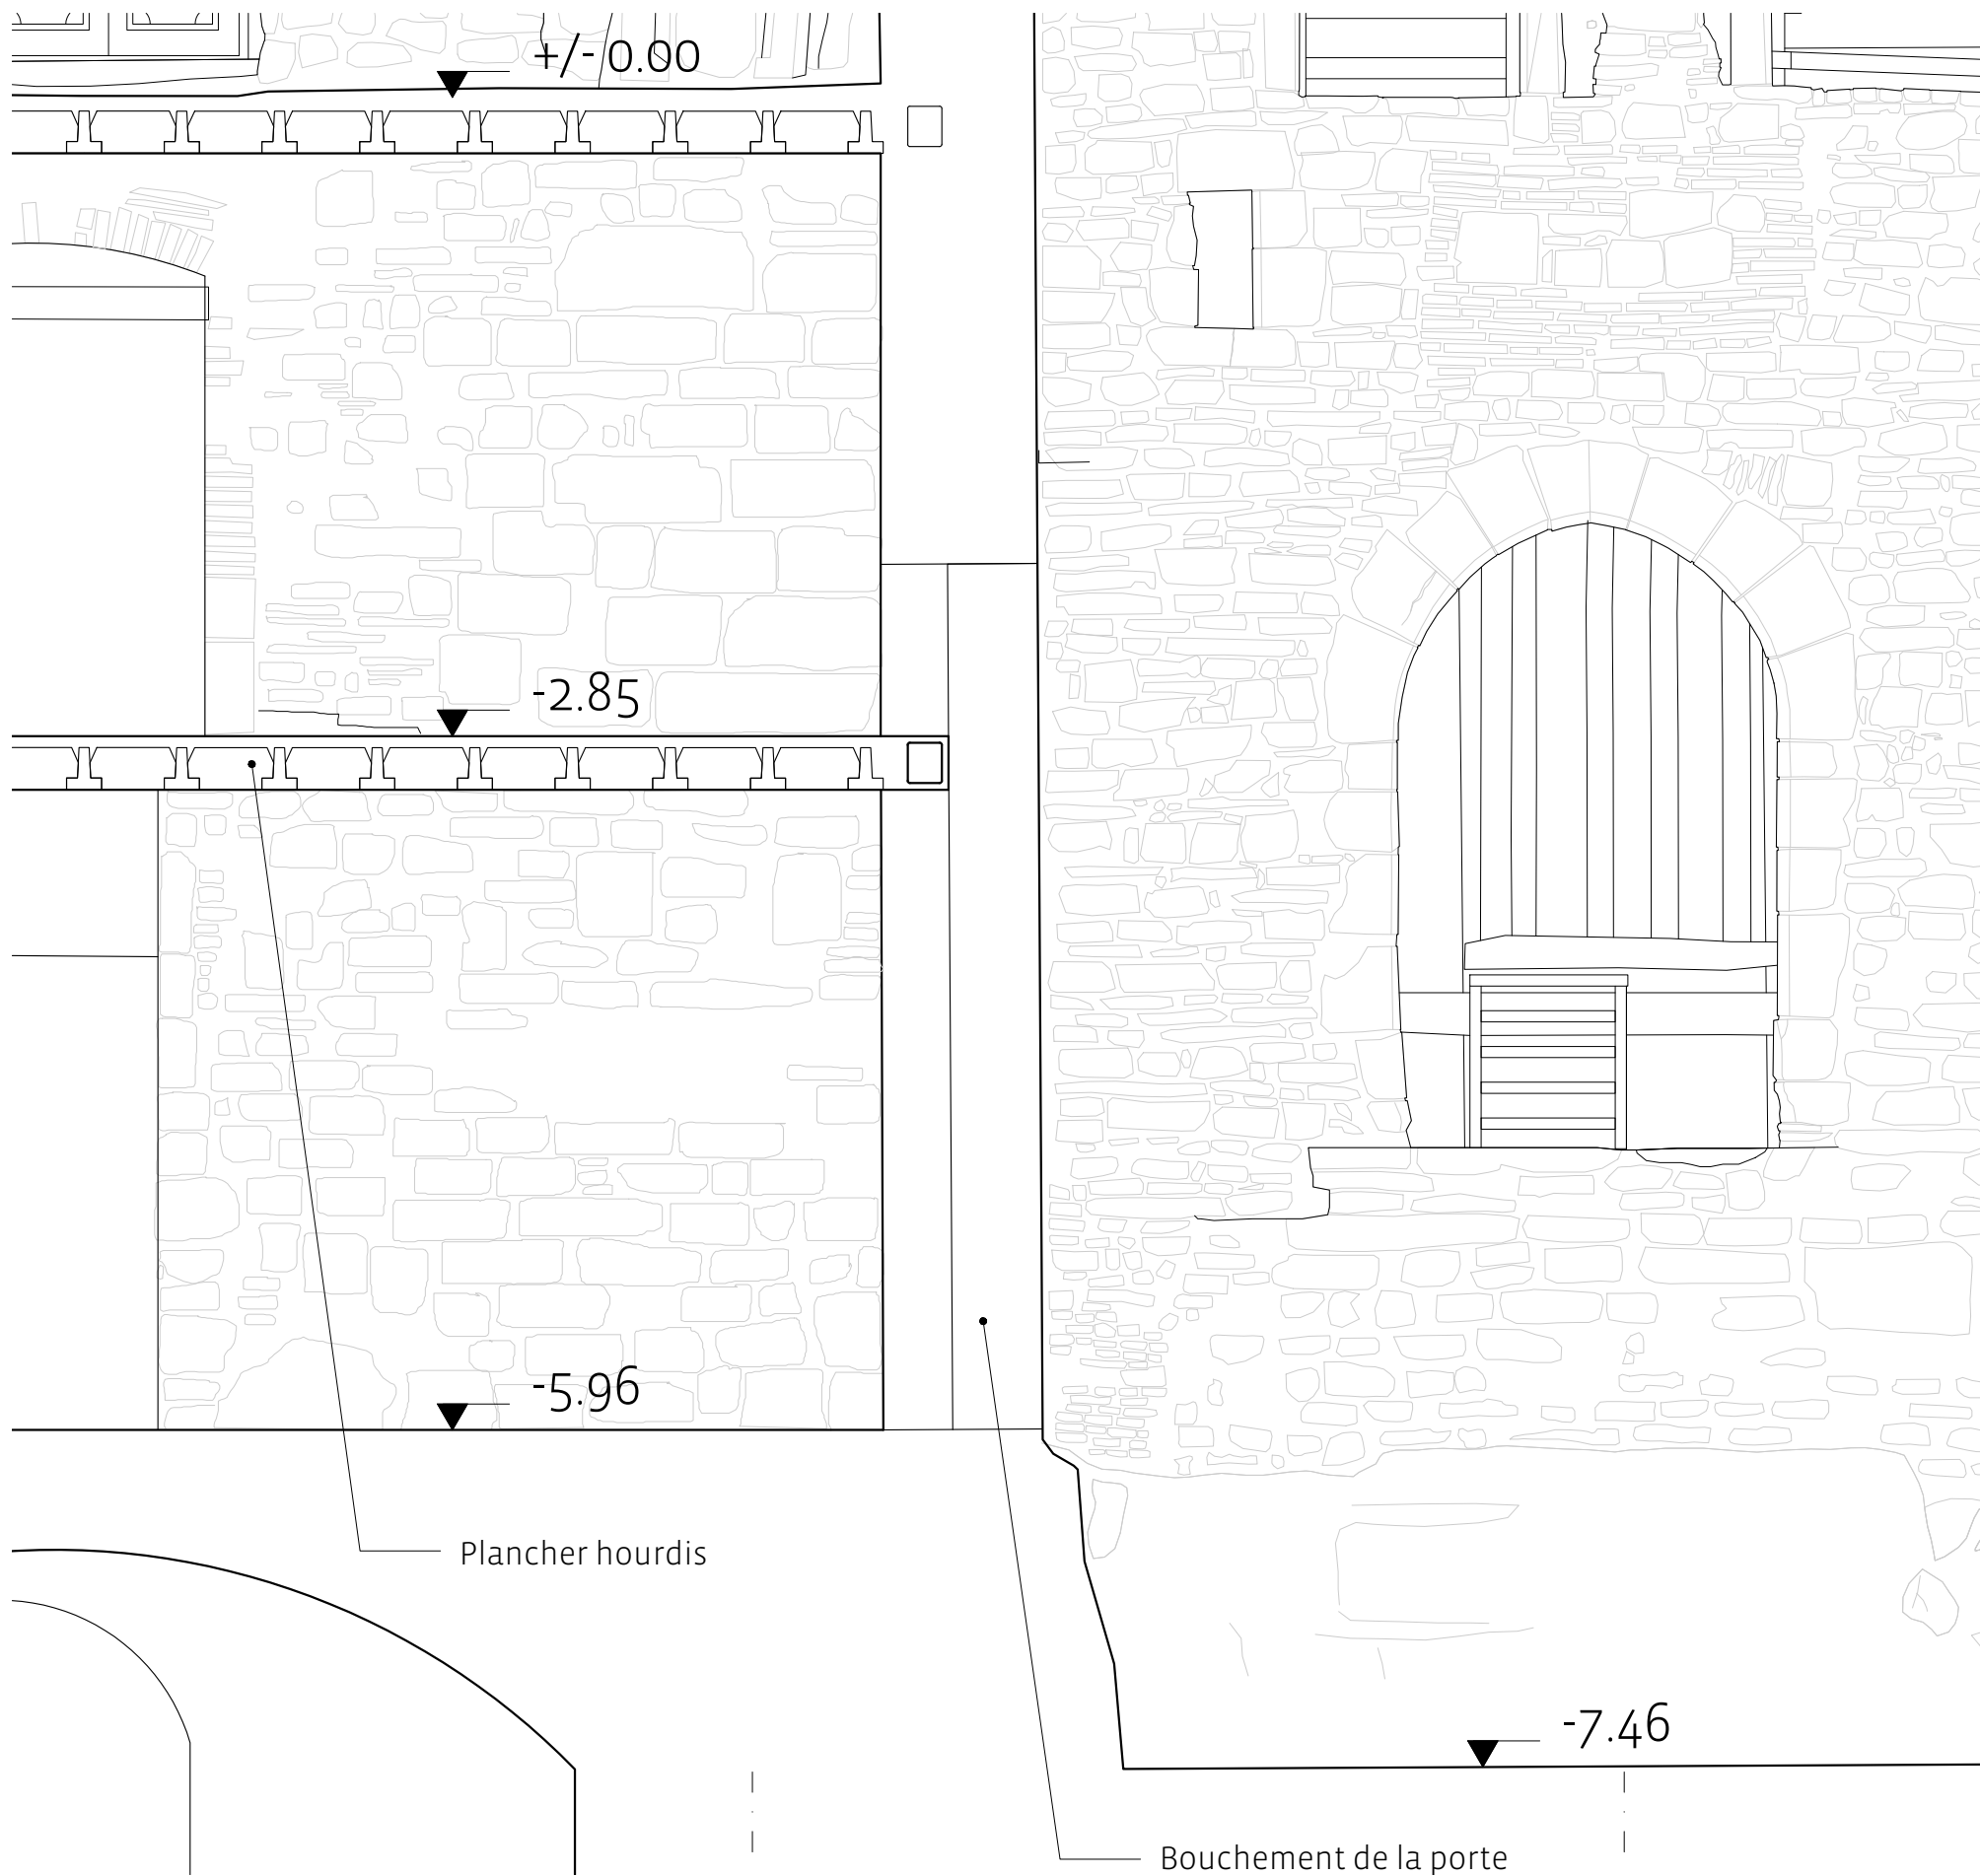 +/- 0.00
-2.85
-5.96
Plancher hourdis
-7.46
Bouchement de la porte